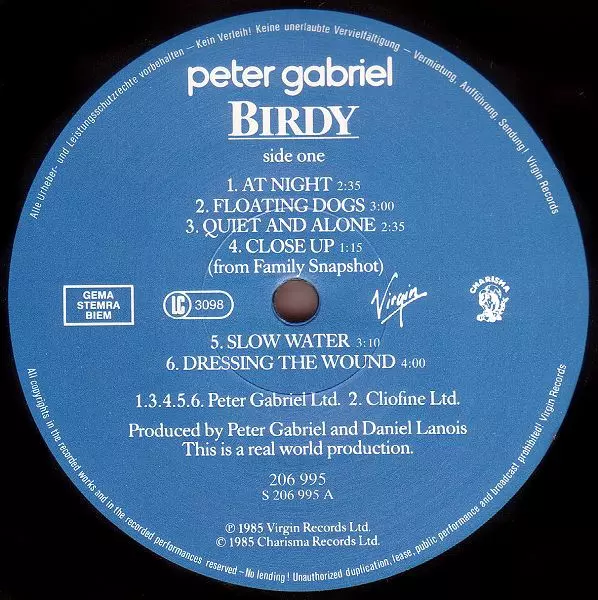 Alle Urheber- und Leistungsschutzrechte vorbehalten – Kein Verleih! Keine unerlaubte Vervielfältigung – Vermietung, Aufführung, Sendung! Virgin Records
peter gabriel
BIRDY
side one
1. AT NIGHT 2:35
2. FLOATING DOGS 3:00
3. QUIET AND ALONE 2:35
4. CLOSE UP 1:15
(from Family Snapshot)
GEMA
STEMRA
BIEM
LC 3098
Virgin
CHARISMA
5. SLOW WATER 3:10
6. DRESSING THE WOUND 4:00
1.3.4.5.6. Peter Gabriel Ltd. 2. Cliofine Ltd.
Produced by Peter Gabriel and Daniel Lanois
This is a real world production.
206 995
S 206 995 A
℗ 1985 Virgin Records Ltd.
© 1985 Charisma Records Ltd.
All copyrights in the recorded works and in the recorded performances reserved – No lending! Unauthorized duplication, lease, public performance and broadcast prohibited! Virgin Records